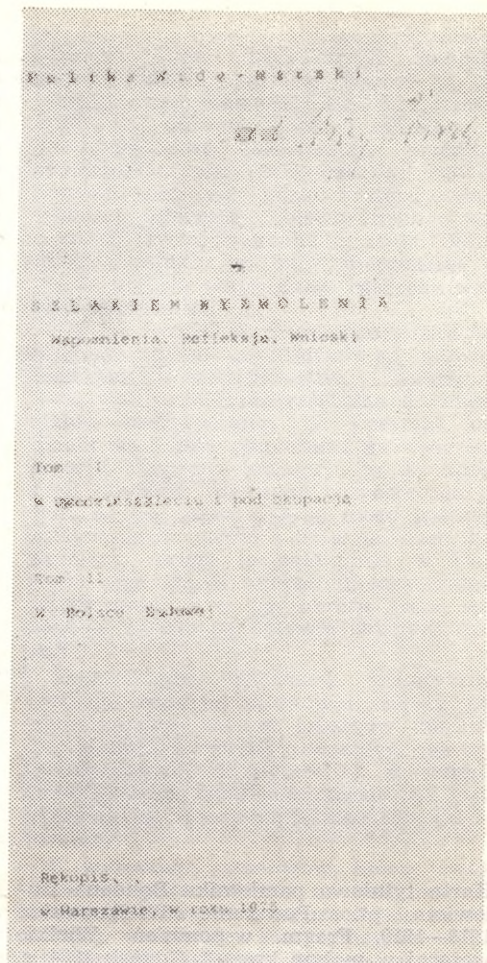 Feliks Widy-Wirski
SZLAKIEM WYZWOLENIA
Wspomnienia. Refleksje. Wnioski
Tom I
w dwudziestoleciu i pod okupacją
Tom II
W Polsce Ludowej
Rękopis.
w Warszawie, w roku 1975